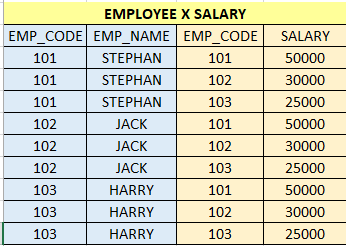 EMPLOYEE X SALARY
EMP_CODE EMP_NAME EMP_CODE SALARY
101 STEPHAN 101 50000
101 STEPHAN 102 30000
101 STEPHAN 103 25000
102 JACK 101 50000
102 JACK 102 30000
102 JACK 103 25000
103 HARRY 101 50000
103 HARRY 102 30000
103 HARRY 103 25000